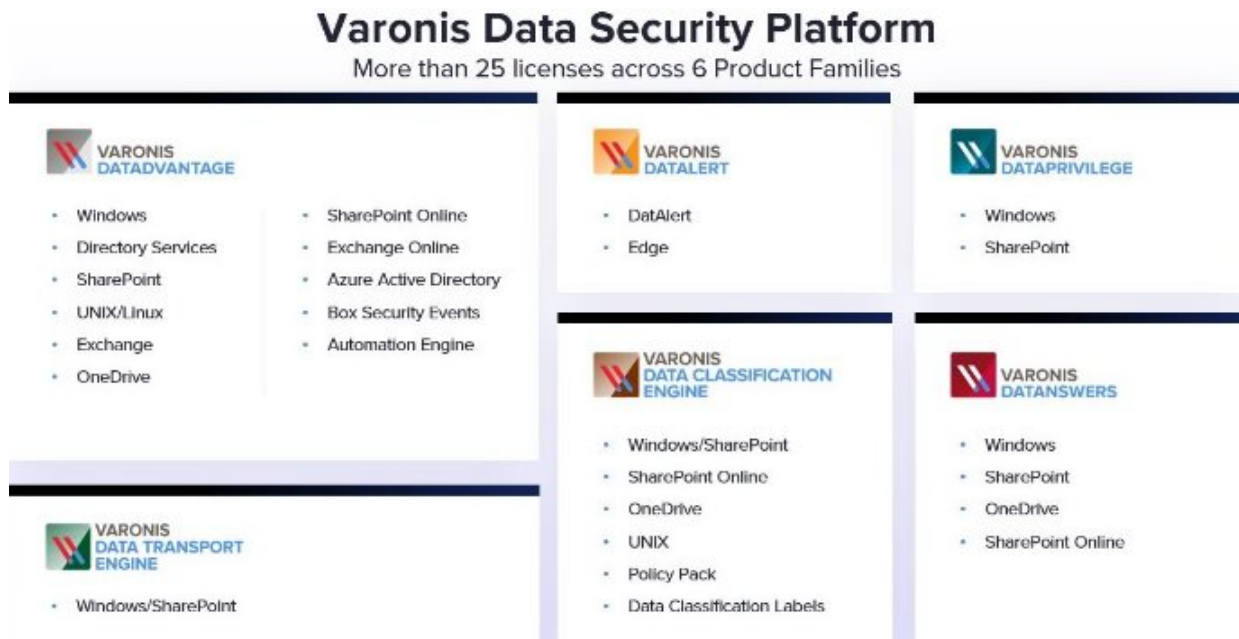 Varonis Data Security Platform
More than 25 licenses across 6 Product Families
VARONIS
DATADVANTAGE
• Windows
• Directory Services
• SharePoint
• UNIX/Linux
• Exchange
• OneDrive
• SharePoint Online
• Exchange Online
• Azure Active Directory
• Box Security Events
• Automation Engine
VARONIS
DATALERT
• DatAlert
• Edge
VARONIS
DATAPRIVILEGE
• Windows
• SharePoint
VARONIS
DATA TRANSPORT
ENGINE
• Windows/SharePoint
VARONIS
DATA CLASSIFICATION
ENGINE
• Windows/SharePoint
• SharePoint Online
• OneDrive
• UNIX
• Policy Pack
• Data Classification Labels
VARONIS
DATANSWERS
• Windows
• SharePoint
• OneDrive
• SharePoint Online